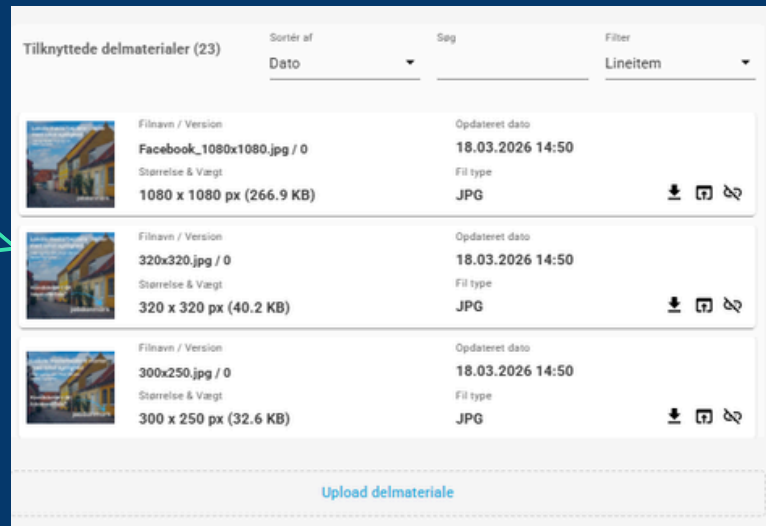 Tilknyttede delmaterialer (23)
Sortér af
Dato
Søg
Filter
Lineitem
Filnavn / Version
Facebook_1080x1080.jpg / 0
Størrelse & Vægt
1080 x 1080 px (266.9 KB)
Opdateret dato
18.03.2026 14:50
Fil type
JPG
Filnavn / Version
320x320.jpg / 0
Størrelse & Vægt
320 x 320 px (40.2 KB)
Opdateret dato
18.03.2026 14:50
Fil type
JPG
Filnavn / Version
300x250.jpg / 0
Størrelse & Vægt
300 x 250 px (32.6 KB)
Opdateret dato
18.03.2026 14:50
Fil type
JPG
Upload delmateriale